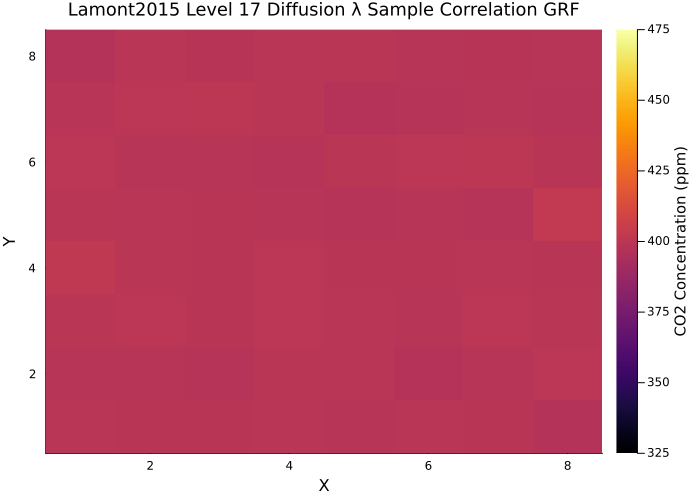 Lamont2015 Level 17 Diffusion λ Sample Correlation GRF
8
6
4
2
Y
2 4 6 8
X
475
450
425
400
375
350
325
CO2 Concentration (ppm)